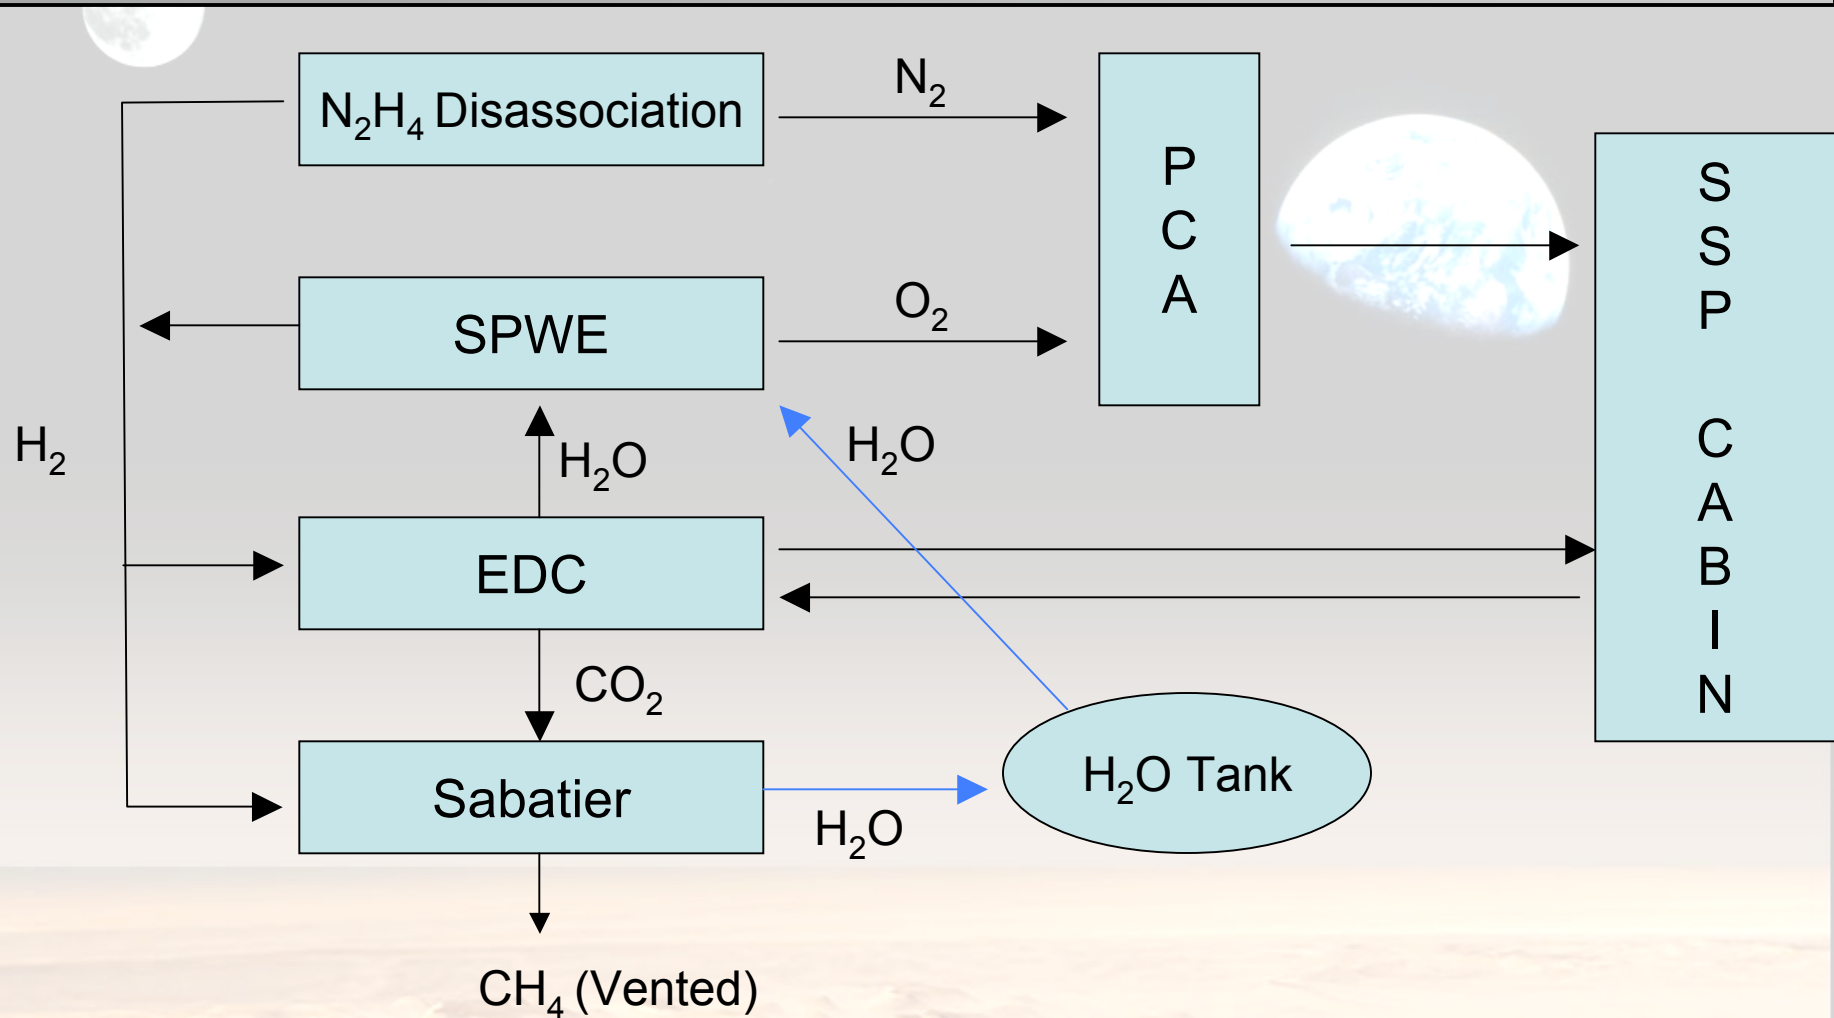 N₂H₄ Disassociation
N₂
P
C
A
S
S
P
C
A
B
I
N
SPWE
O₂
H₂
H₂O
H₂O
EDC
CO₂
Sabatier
H₂O
H₂O Tank
CH₄ (Vented)